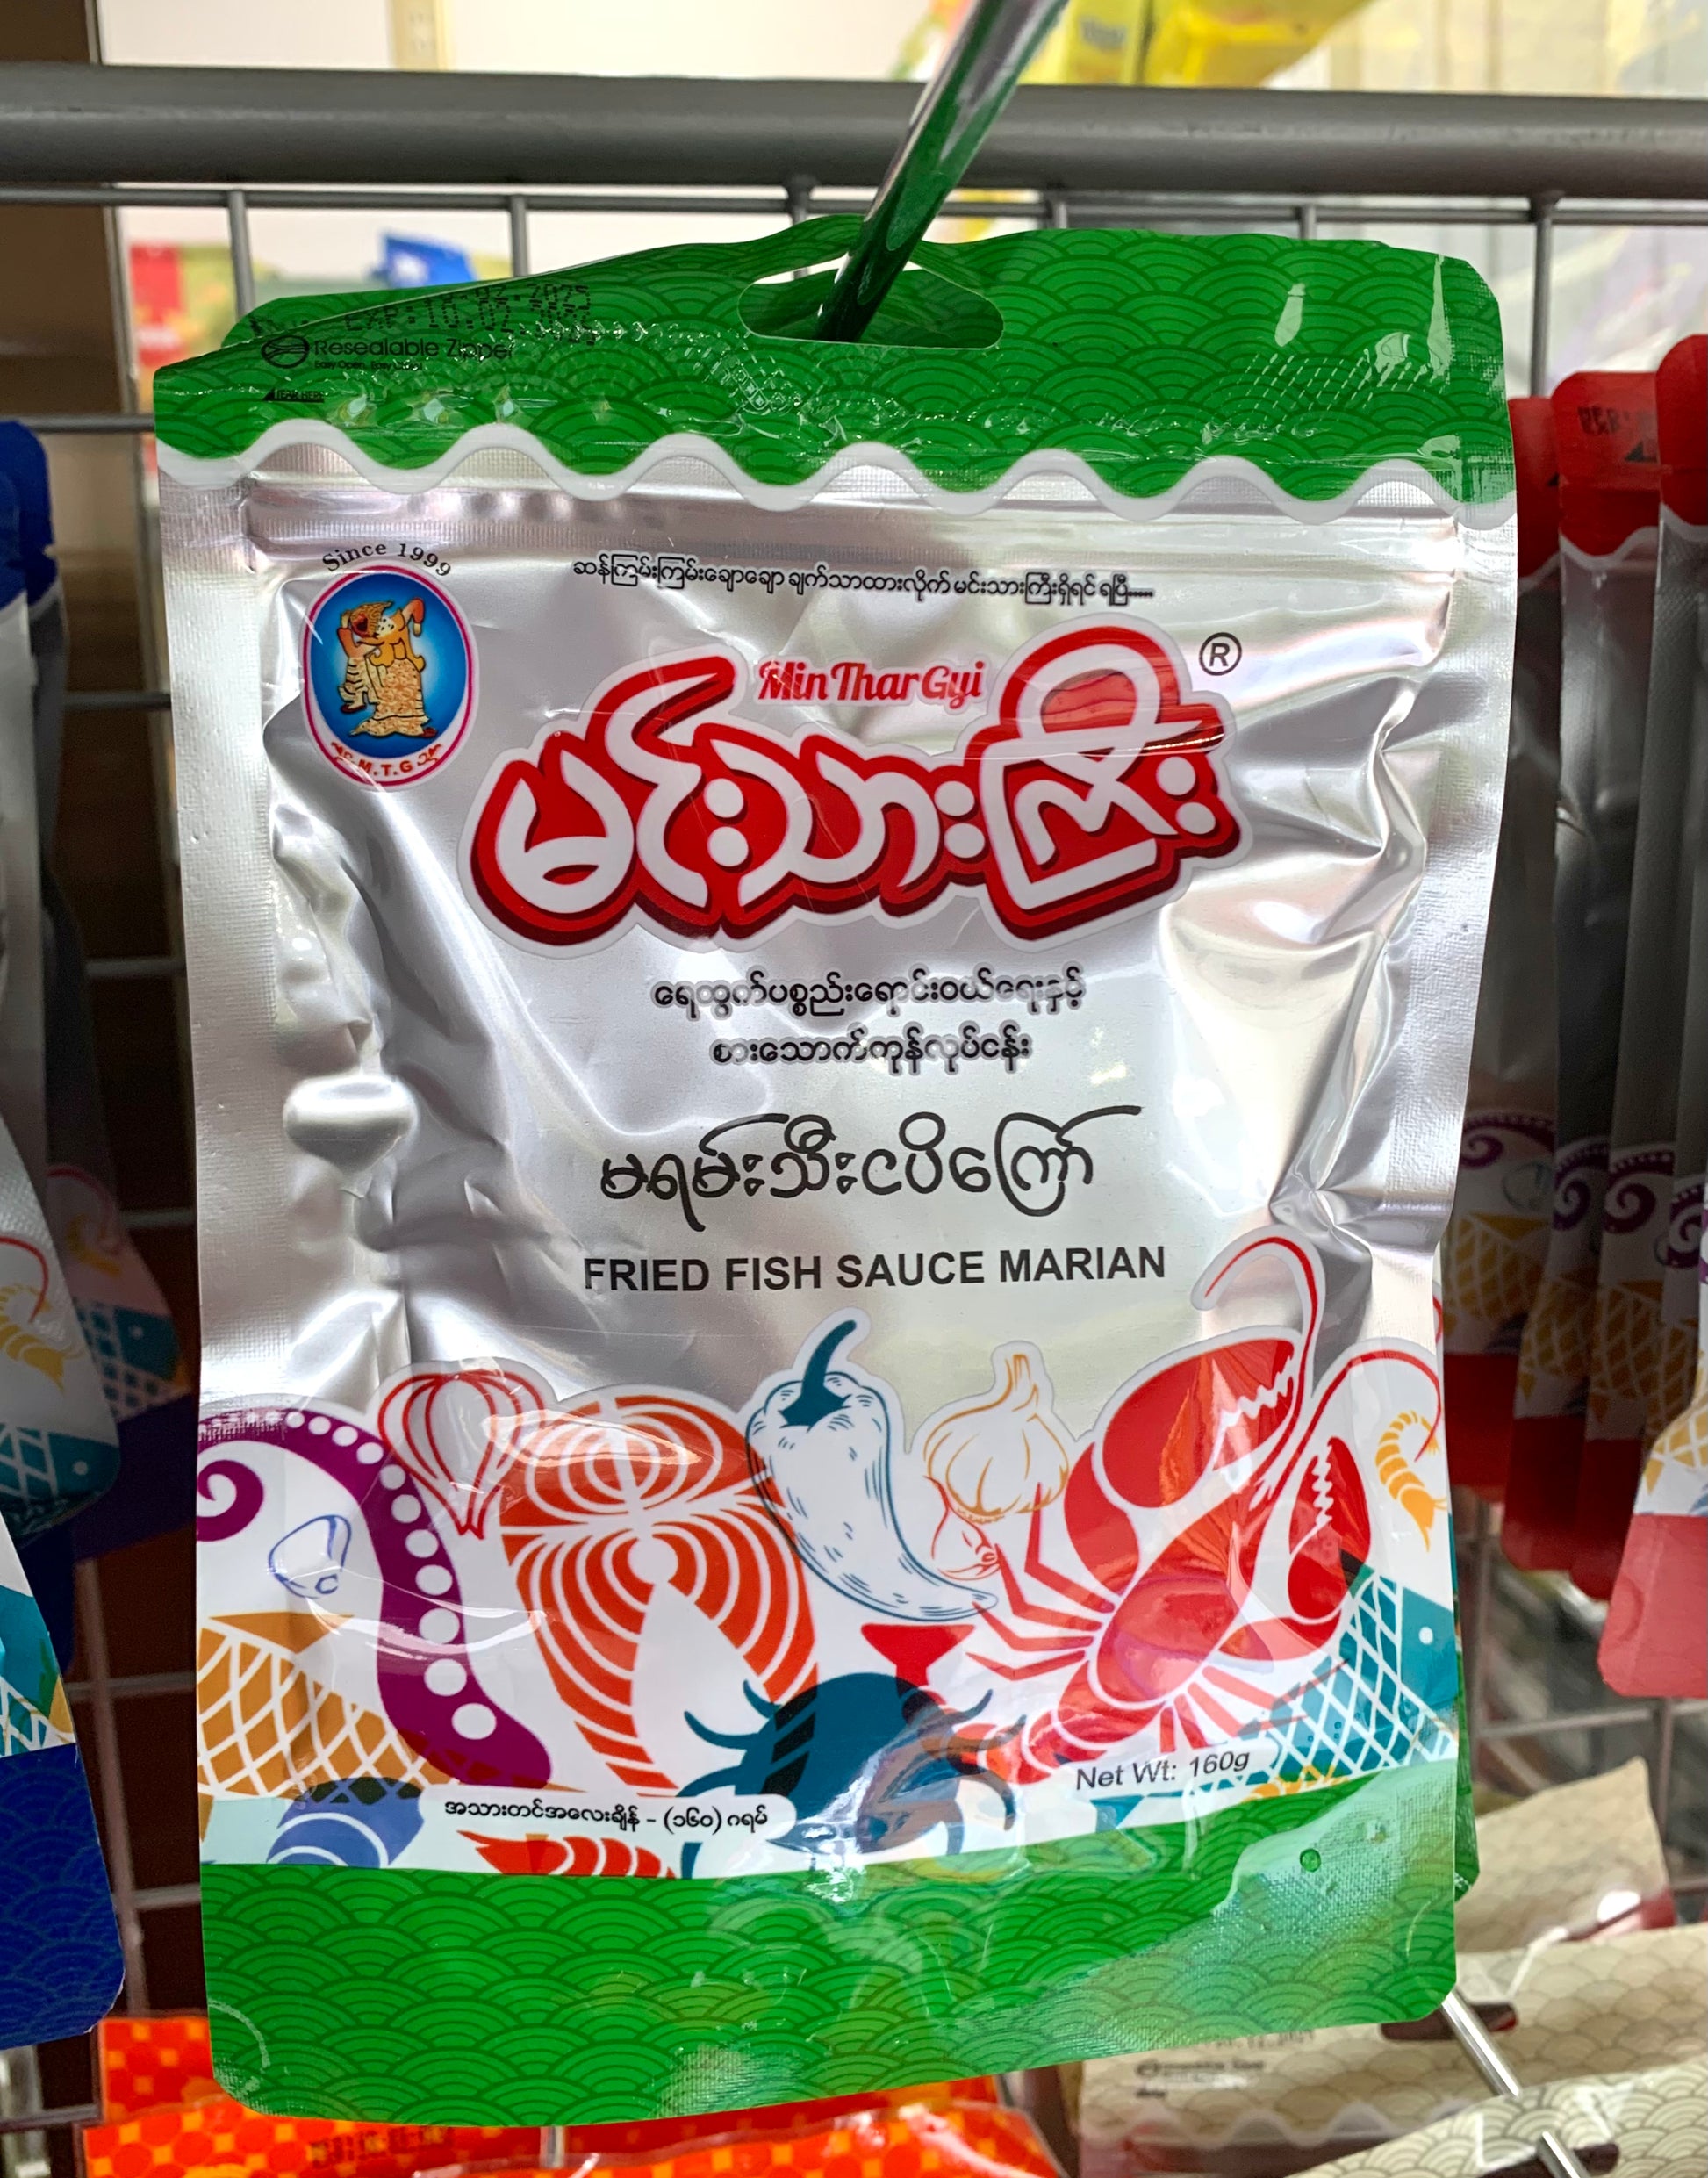 EXP:
Resealable Zipper
TEAR HERE
Since 1999
M.T.G
ဆန်ကြမ်းကြမ်းချောချော ချက်သာထားလိုက် မင်းသားကြီးရှိရင် ရပြီ.....
Min Thar Gyi
®
မင်းသားကြီး
ရေထွက်ပစ္စည်းရောင်းဝယ်ရေးနှင့်
စားသောက်ကုန်လုပ်ငန်း
မရမ်းသီးငပိကြော်
FRIED FISH SAUCE MARIAN
Net Wt: 160g
အသားတင်အလေးချိန် - (၁၆၀) ဂရမ်